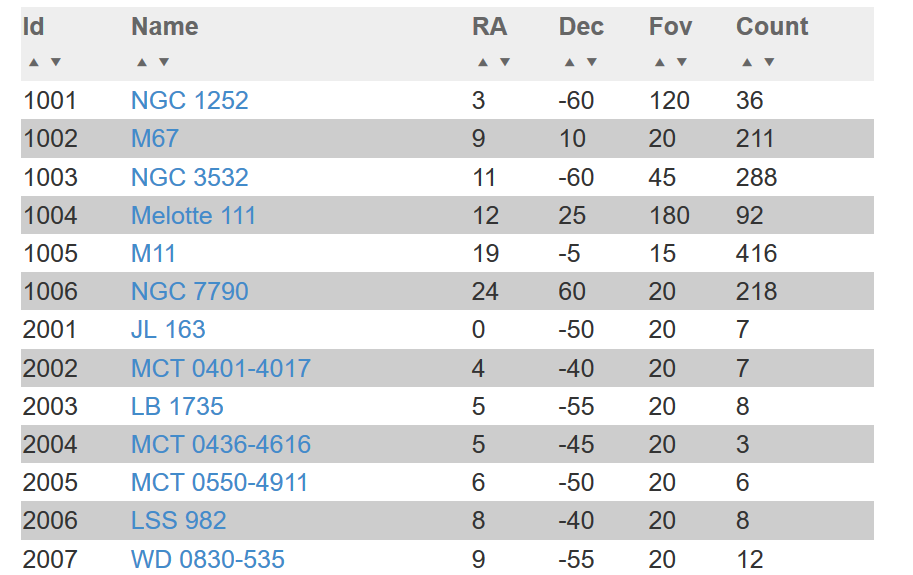 Id Name RA Dec Fov Count
▲ ▼ ▲ ▼ ▲ ▼ ▲ ▼ ▲ ▼ ▲ ▼
1001 NGC 1252 3 -60 120 36
1002 M67 9 10 20 211
1003 NGC 3532 11 -60 45 288
1004 Melotte 111 12 25 180 92
1005 M11 19 -5 15 416
1006 NGC 7790 24 60 20 218
2001 JL 163 0 -50 20 7
2002 MCT 0401-4017 4 -40 20 7
2003 LB 1735 5 -55 20 8
2004 MCT 0436-4616 5 -45 20 3
2005 MCT 0550-4911 6 -50 20 6
2006 LSS 982 8 -40 20 8
2007 WD 0830-535 9 -55 20 12